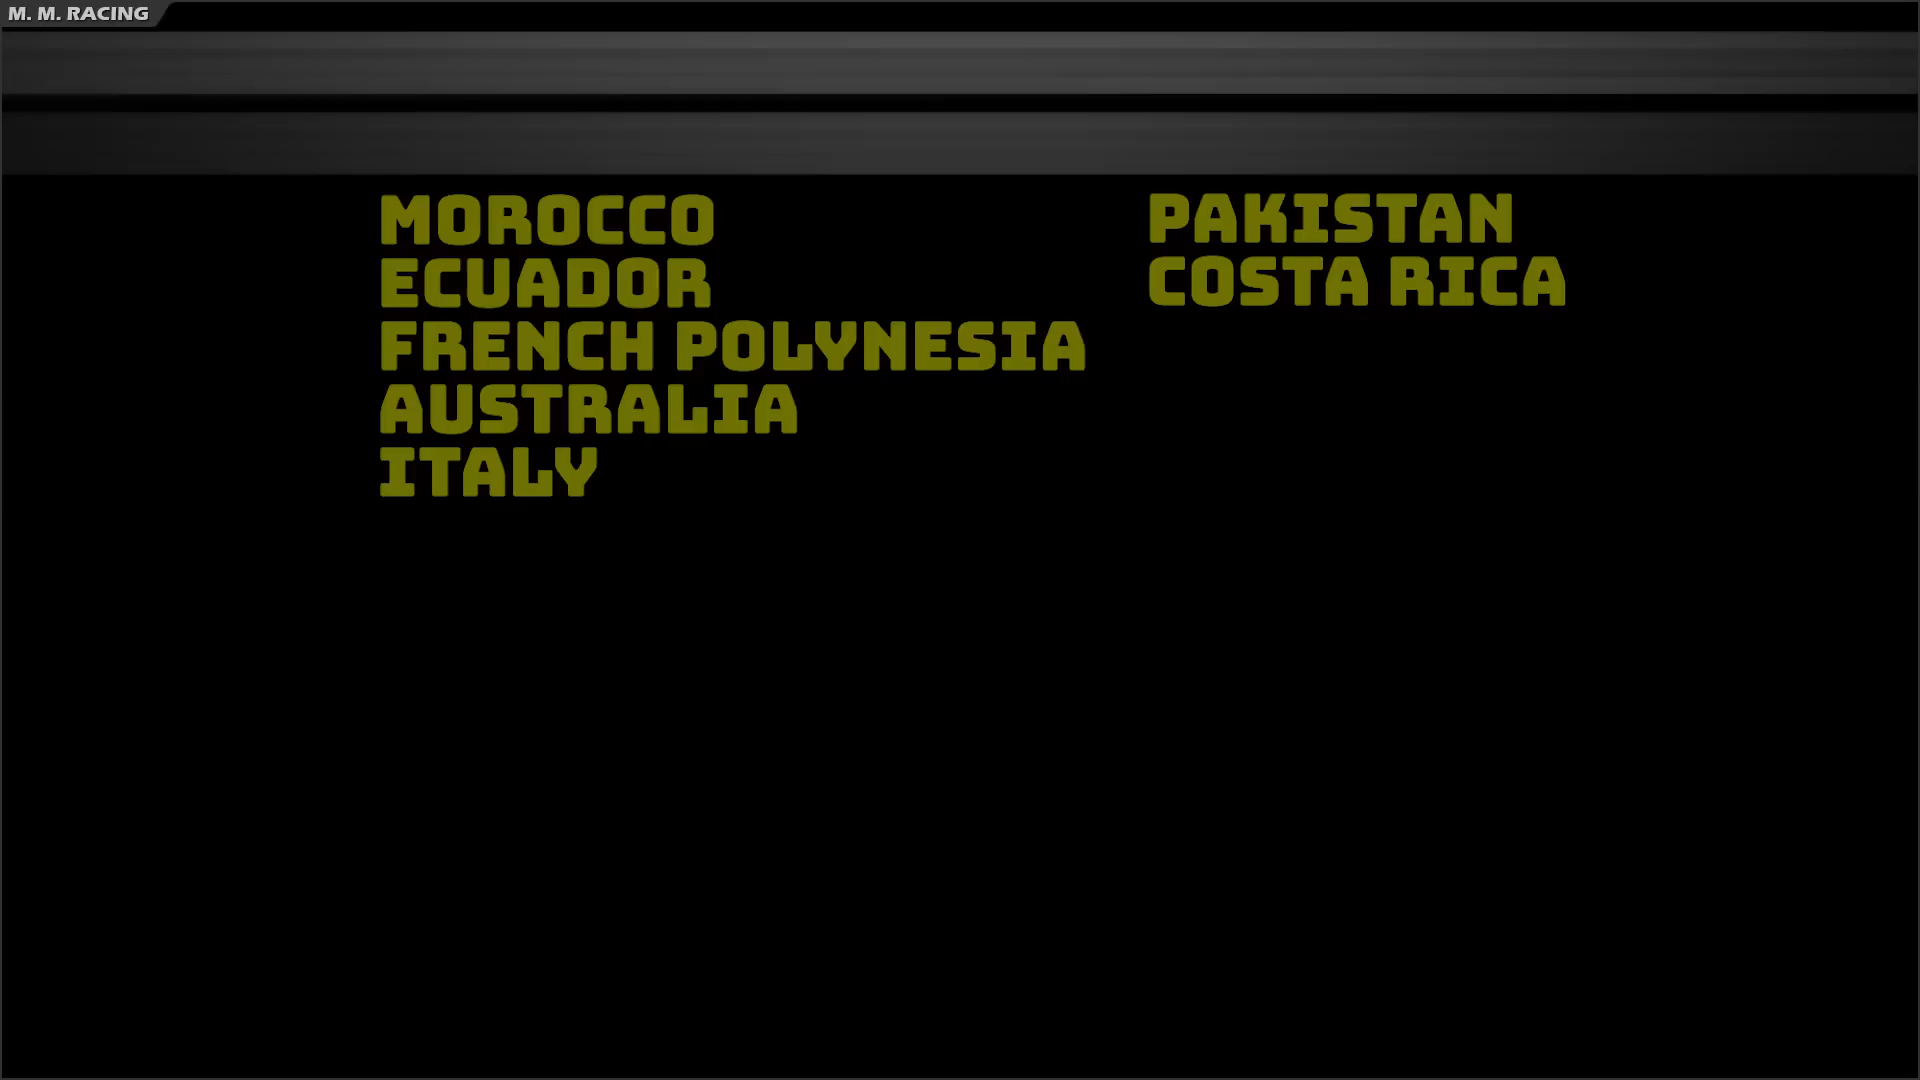 M. M. RACING
MOROCCO
ECUADOR
FRENCH POLYNESIA
AUSTRALIA
ITALY
PAKISTAN
COSTA RICA